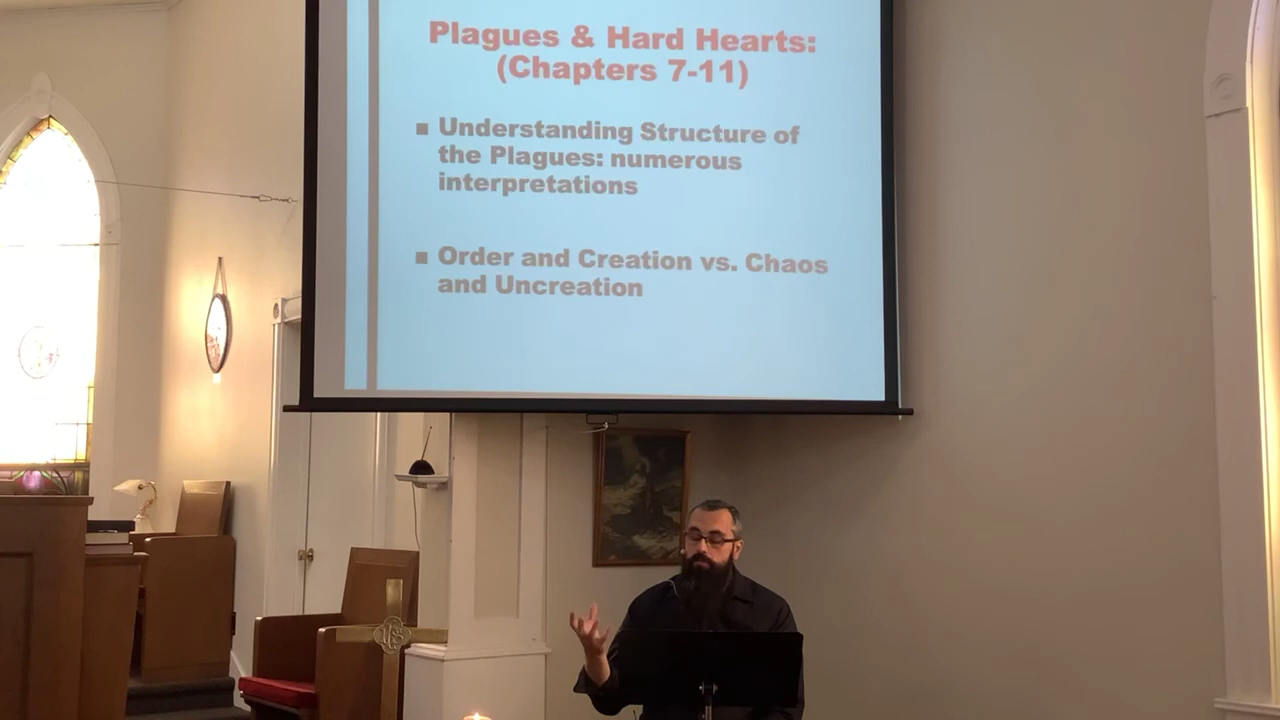 Plagues & Hard Hearts:
(Chapters 7-11)
■ Understanding Structure of
the Plagues: numerous
interpretations
■ Order and Creation vs. Chaos
and Uncreation
IHS